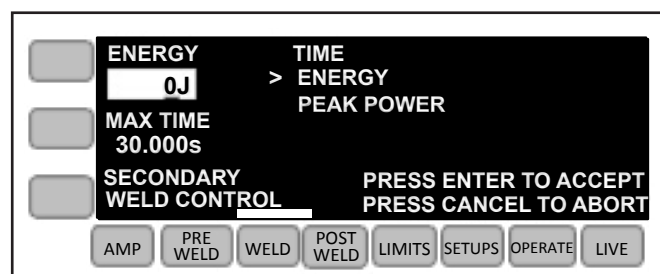 ENERGY
0J
MAX TIME
30.000s
SECONDARY
WELD CONTROL
TIME
> ENERGY
PEAK POWER
PRESS ENTER TO ACCEPT
PRESS CANCEL TO ABORT
AMP
PRE
WELD
WELD
POST
WELD
LIMITS
SETUPS
OPERATE
LIVE